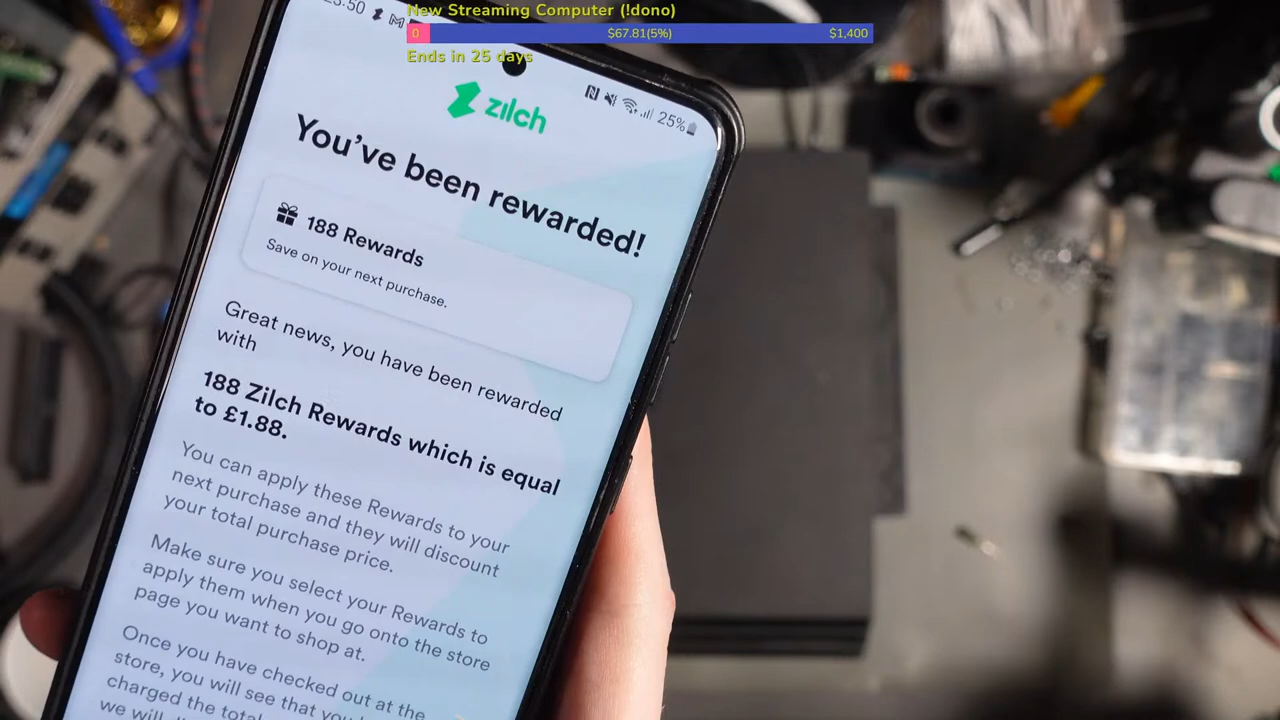 New Streaming Computer (!dono)
0 $67.81(5%) $1,400
Ends in 25 days
25%
zilch
You've been rewarded!
188 Rewards
Save on your next purchase.
Great news, you have been rewarded
with
188 Zilch Rewards which is equal
to £1.88.
You can apply these Rewards to your
next purchase and they will discount
your total purchase price.
Make sure you select your Rewards to
apply them when you go onto the store
page you want to shop at.
Once you have checked out at the
store, you will see that you
charged the total
we will